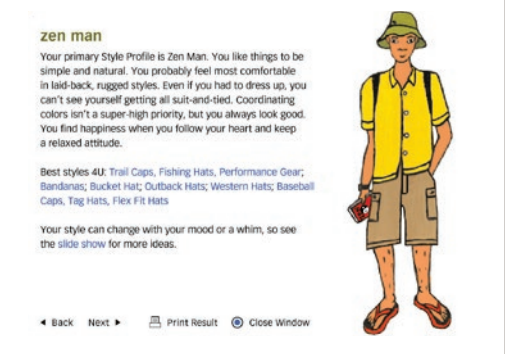 zen man
Your primary Style Profile is Zen Man. You like things to be
simple and natural. You probably feel most comfortable
in laid-back, rugged styles. Even if you had to dress up, you
can't see yourself getting all suit-and-tied. Coordinating
colors isn't a super-high priority, but you always look good.
You find happiness when you follow your heart and keep
a relaxed attitude.
Best styles 4U: Trail Caps, Fishing Hats, Performance Gear;
Bandanas; Bucket Hat; Outback Hats; Western Hats; Baseball
Caps, Tag Hats, Flex Fit Hats
Your style can change with your mood or a whim, so see
the slide show for more ideas.
Back Next Print Result Close Window